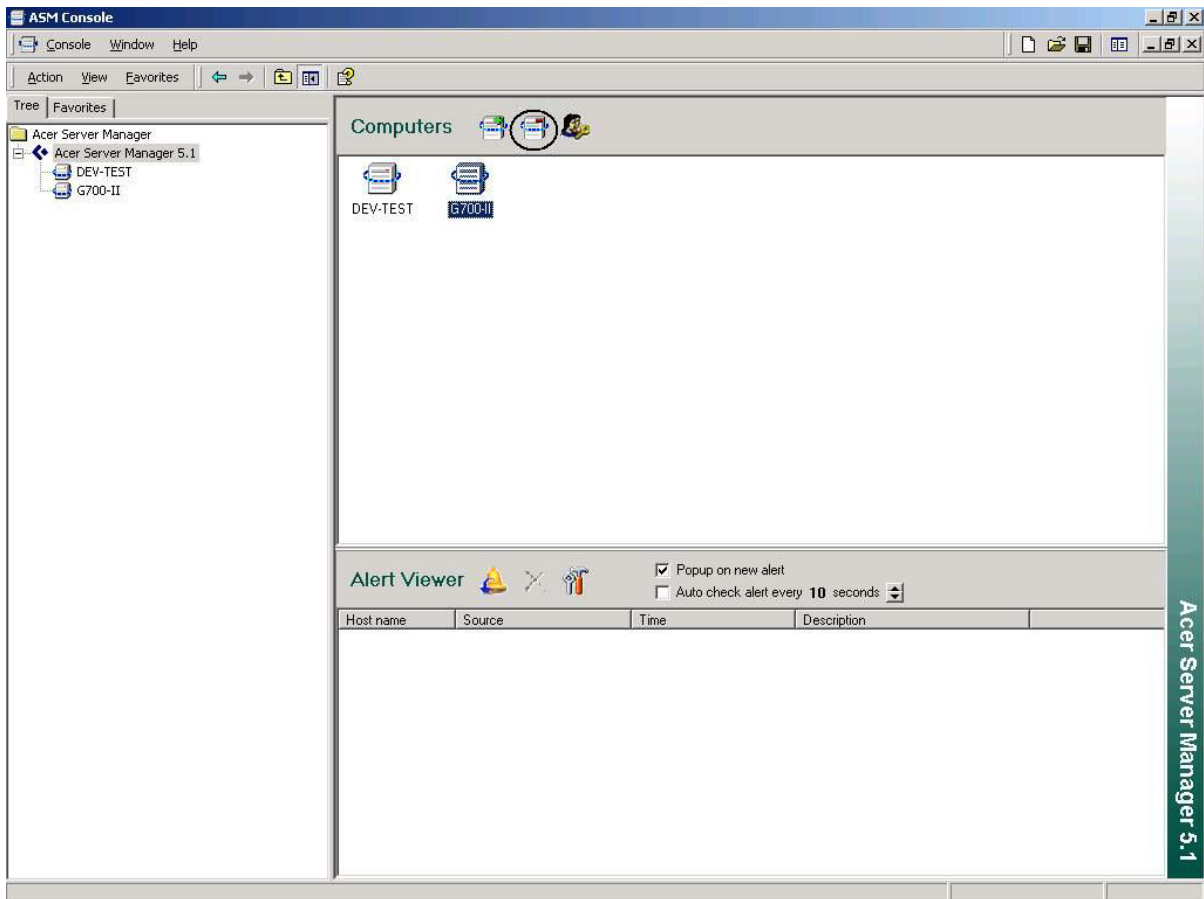 ASM Console
Console Window Help
Action View Favorites
Tree Favorites
Acer Server Manager
Acer Server Manager 5.1
DEV-TEST
G700-II
Computers
DEV-TEST G700-II
Alert Viewer
Popup on new alert
Auto check alert every 10 seconds
Host name Source Time Description
Acer Server Manager 5.1